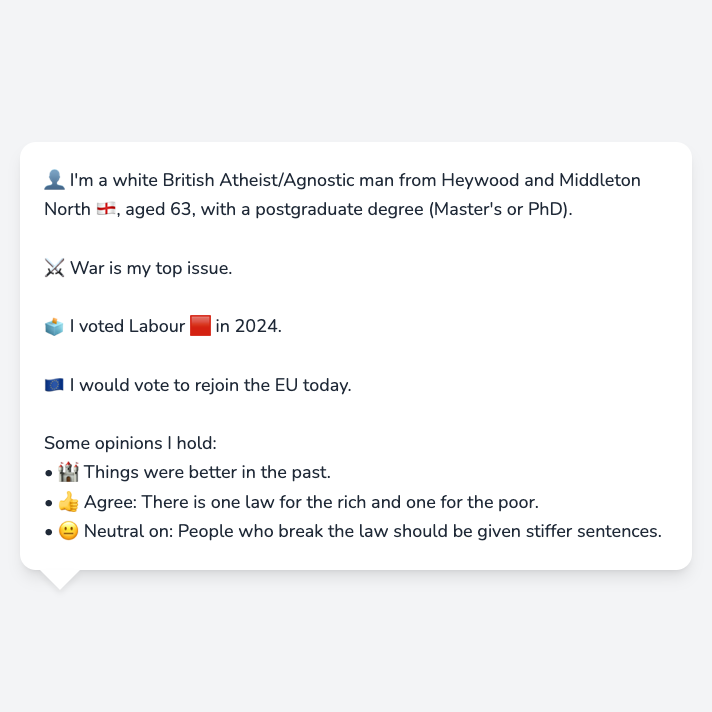 👤 I'm a white British Atheist/Agnostic man from Heywood and Middleton
North 🏴󠁧󠁢󠁥󠁮󠁧󠁿, aged 63, with a postgraduate degree (Master's or PhD).
⚔️ War is my top issue.
🗳️ I voted Labour 🟥 in 2024.
🇪🇺 I would vote to rejoin the EU today.
Some opinions I hold:
• 🏰 Things were better in the past.
• 👍 Agree: There is one law for the rich and one for the poor.
• 😐 Neutral on: People who break the law should be given stiffer sentences.